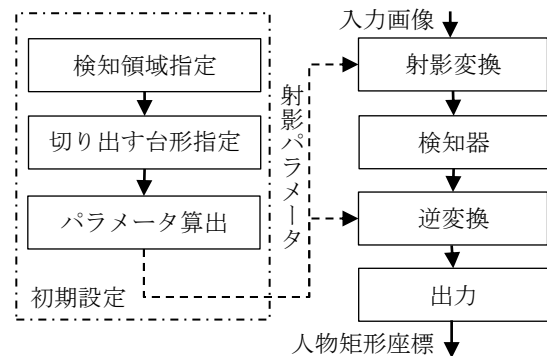 検知領域指定
切り出す台形指定
パラメータ算出
初期設定
射影パラメータ
入力画像
射影変換
検知器
逆変換
出力
人物矩形座標